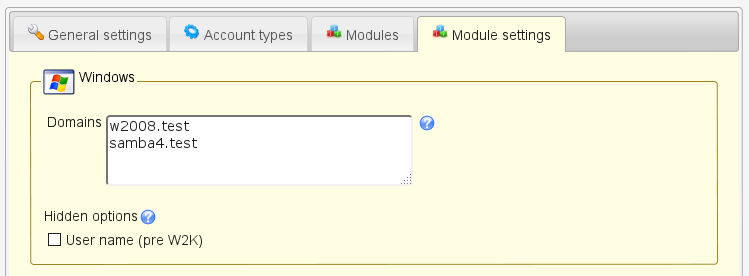 General settings
Account types
Modules
Module settings
Windows
Domains
w2008.test
samba4.test
Hidden options
User name (pre W2K)